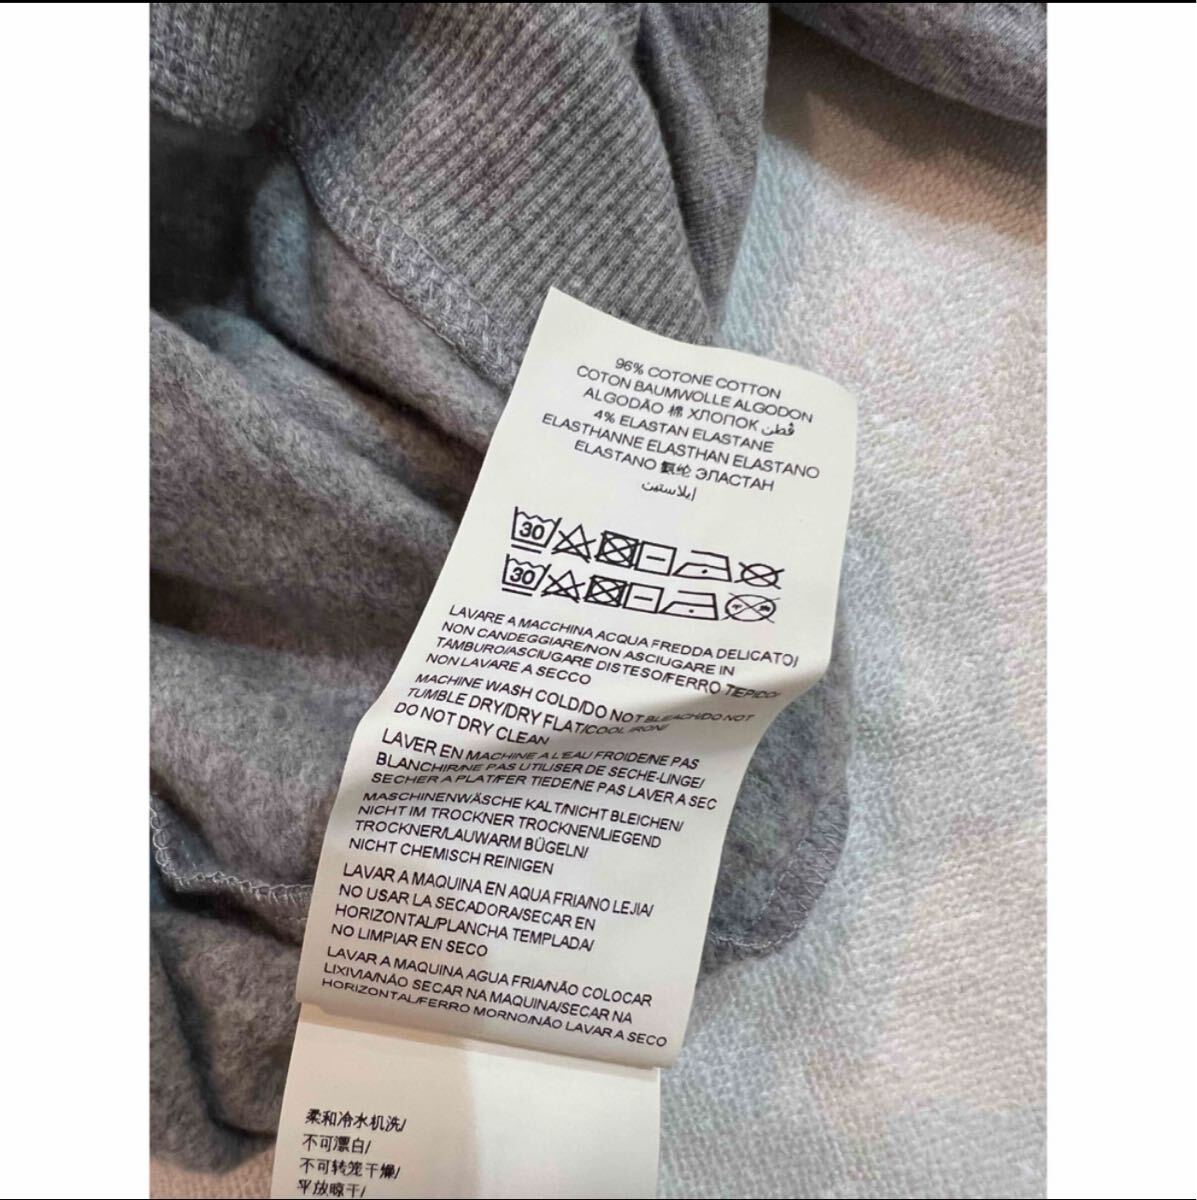 96% COTONE COTTON
COTON BAUMWOLLE ALGODON
ALGODÃO 棉 ХЛОПОК قطن
4% ELASTAN ELASTANE
ELASTHANNE ELASTHAN ELASTANO
ELASTANO 氨纶 ЭЛАСТАН
ايلاستين
30
30
LAVARE A MACCHINA ACQUA FREDDA DELICATO/
NON CANDEGGIARE/NON ASCIUGARE IN
TAMBURO/ASCIUGARE DISTESO/FERRO TIEPIDO/
NON LAVARE A SECCO
MACHINE WASH COLD/DO NOT BLEACH/DO NOT
TUMBLE DRY/DRY FLAT/COOL IRON/
DO NOT DRY CLEAN
LAVER EN MACHINE A L'EAU FROIDE/NE PAS
BLANCHIR/NE PAS UTILISER DE SECHE-LINGE/
SECHER A PLAT/FER TIEDE/NE PAS LAVER A SEC
MASCHINENWÄSCHE KALT/NICHT BLEICHEN/
NICHT IM TROCKNER TROCKNEN/LIEGEND
TROCKNER/LAUWARM BÜGELN/
NICHT CHEMISCH REINIGEN
LAVAR A MAQUINA EN AQUA FRIA/NO LEJIA/
NO USAR LA SECADORA/SECAR EN
HORIZONTAL/PLANCHA TEMPLADA/
NO LIMPIAR EN SECO
LAVAR A MAQUINA AGUA FRIA/NÃO COLOCAR
LIXIVIA/NÃO SECAR NA MAQUINA/SECAR NA
HORIZONTAL/FERRO MORNO/NÃO LAVAR A SECO
柔和冷水机洗/
不可漂白/
不可转笼干燥/
平放晾干/